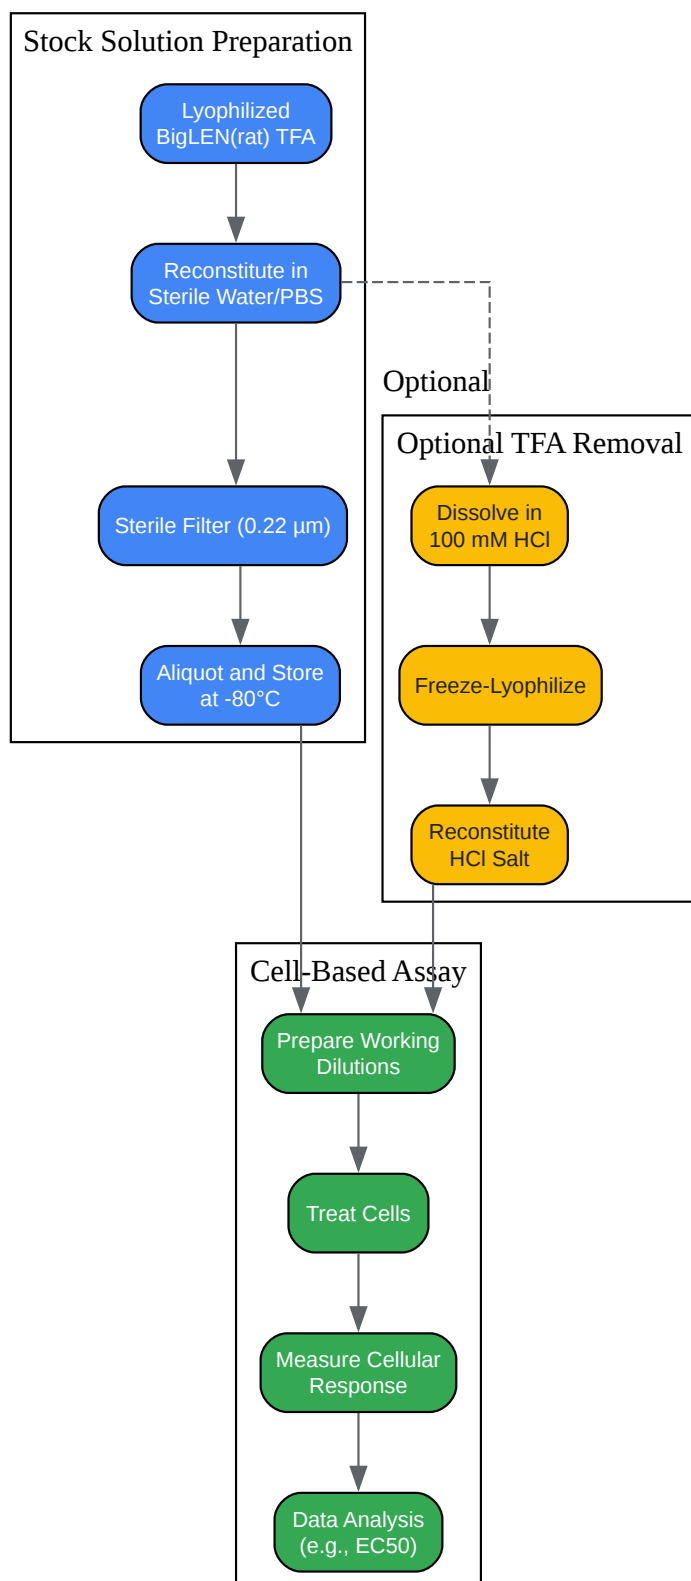 Stock Solution Preparation
Lyophilized
BigLEN(rat) TFA
Reconstitute in
Sterile Water/PBS
Sterile Filter (0.22 µm)
Aliquot and Store
at -80°C
Optional
Optional TFA Removal
Dissolve in
100 mM HCl
Freeze-Lyophilize
Reconstitute
HCl Salt
Cell-Based Assay
Prepare Working
Dilutions
Treat Cells
Measure Cellular
Response
Data Analysis
(e.g., EC50)